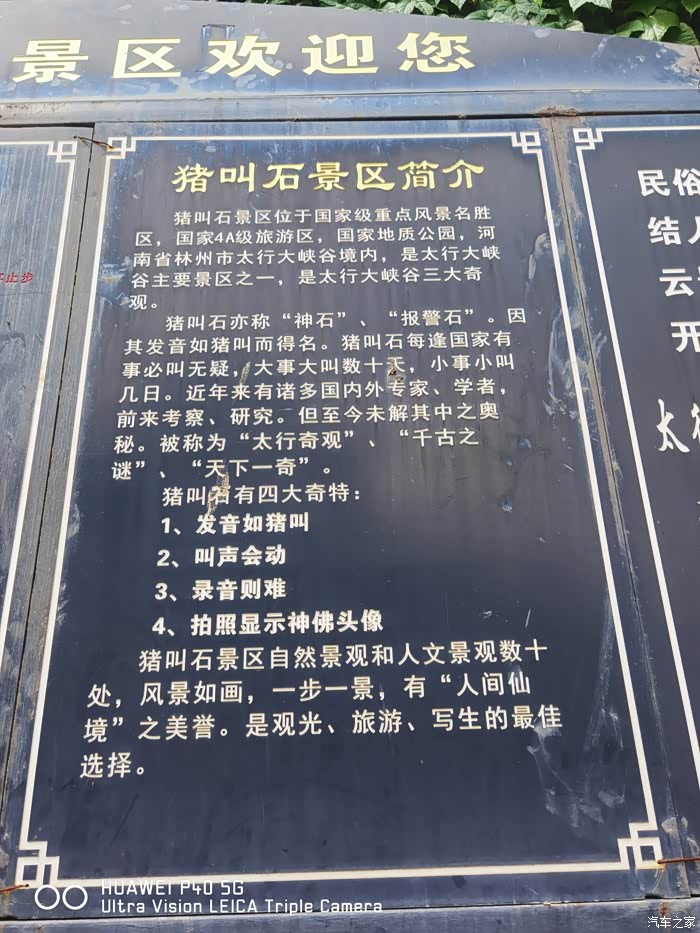 景区欢迎您
猪叫石景区简介
猪叫石景区位于国家级重点风景名胜
区，国家4A级旅游区，国家地质公园，河
南省林州市太行大峡谷境内，是太行大峡
谷主要景区之一，是太行大峡谷三大奇
观。
猪叫石亦称“神石”、“报警石”。因
其发音如猪叫而得名。猪叫石每逢国家有
事必叫无疑，大事大叫数十天，小事小叫
几日。近年来有诸多国内外专家、学者，
前来考察、研究。但至今未解其中之奥
秘。被称为“太行奇观”、“千古之
谜”、“天下一奇”。
猪叫石有四大奇特：
1、发音如猪叫
2、叫声会动
3、录音则难
4、拍照显示神佛头像
猪叫石景区自然景观和人文景观数十
处，风景如画，一步一景，有“人间仙
境”之美誉。是观光、旅游、写生的最佳
选择。
止步
民俗
结
云
开
太
HUAWEI P40 5G
Ultra Vision LEICA Triple Camera
汽车之家